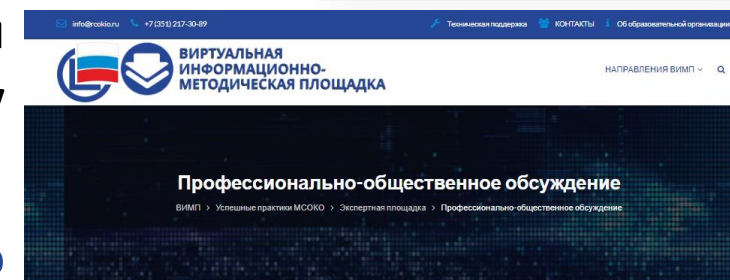 info@rcokio.ru +7 (351) 217-30-89 Техническая поддержка КОНТАКТЫ Об образовательной организации
ВИРТУАЛЬНАЯ
ИНФОРМАЦИОННО-
МЕТОДИЧЕСКАЯ ПЛОЩАДКА
НАПРАВЛЕНИЯ ВИМП
Профессионально-общественное обсуждение
ВИМП > Успешные практики МСОКО > Экспертная площадка > Профессионально-общественное обсуждение